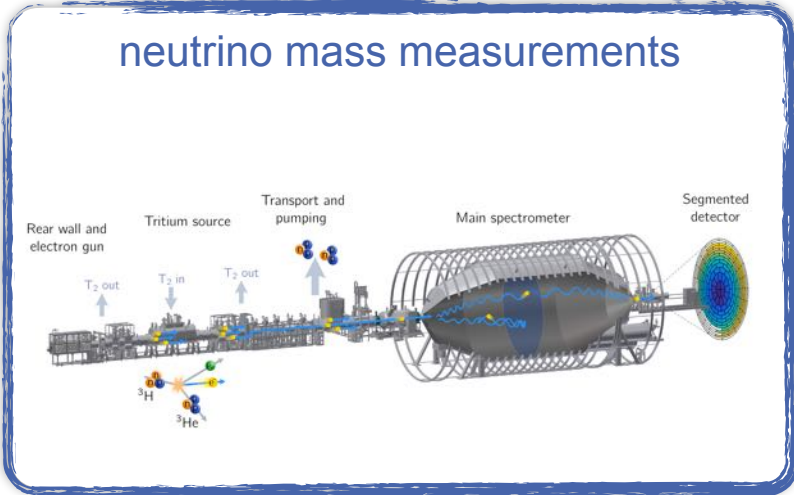 neutrino mass measurements
Rear wall and
electron gun
Tritium source
Transport and
pumping
Main spectrometer
Segmented
detector
T₂ out
T₂ in
T₂ out
³H
³He